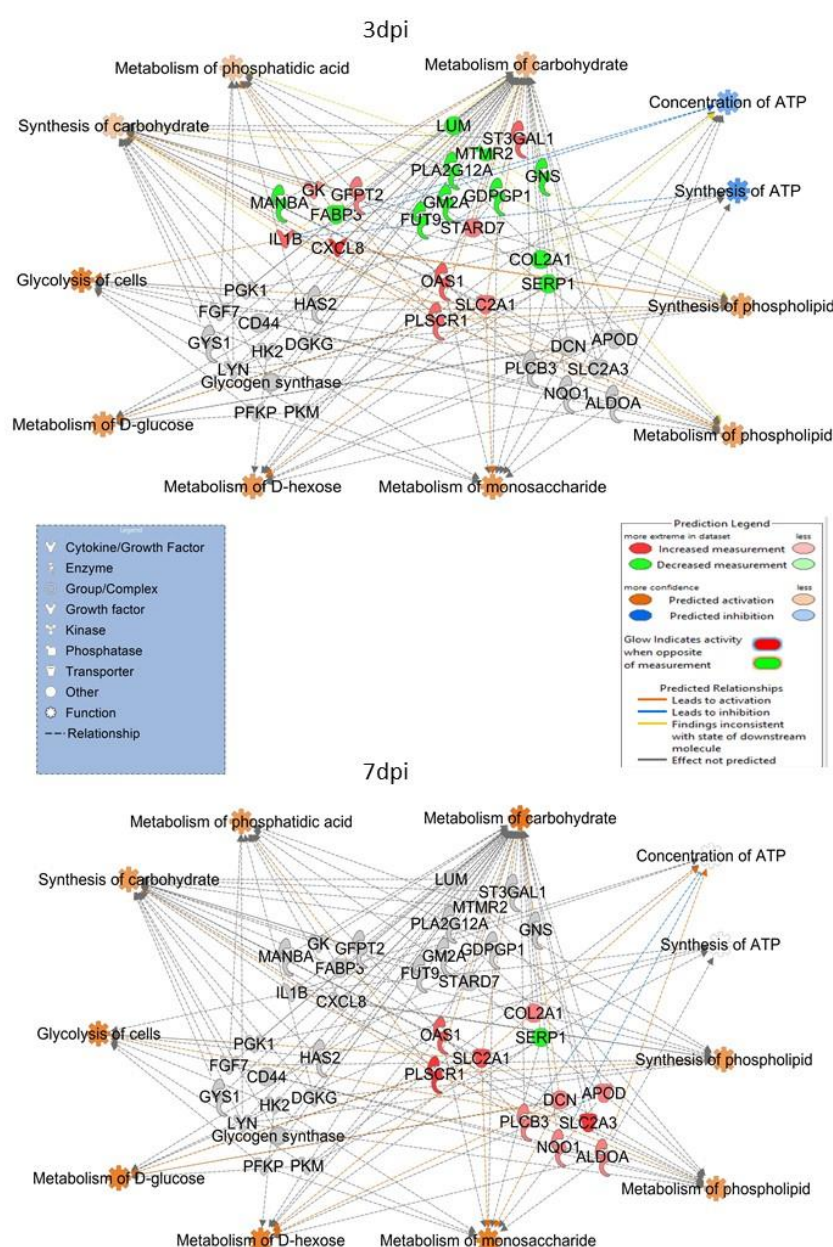 3dpi
Metabolism of phosphatidic acid
Metabolism of carbohydrate
Concentration of ATP
Synthesis of carbohydrate
LUM
ST3GAL1
MTMR2
PLA2G12A
GNS
Synthesis of ATP
GK
GFPT2
MANBA
FABP3
GM2A
GDPGP1
FUT9
STARD7
IL1B
CXCL8
COL2A1
Glycolysis of cells
OAS1
SERP1
PGK1
HAS2
SLC2A1
Synthesis of phospholipid
FGF7
CD44
PLSCR1
GYS1
HK2
DGKG
DCN
APOD
LYN
PLCB3
SLC2A3
Glycogen synthase
NQO1
ALDOA
Metabolism of D-glucose
PFKP
PKM
Metabolism of phospholipid
Metabolism of D-hexose
Metabolism of monosaccharide
Legend
Cytokine/Growth Factor
Enzyme
Group/Complex
Growth factor
Kinase
Phosphatase
Transporter
Other
Function
Relationship
Prediction Legend
more extreme in dataset less
Increased measurement
Decreased measurement
more confidence less
Predicted activation
Predicted inhibition
Glow Indicates activity
when opposite
of measurement
Predicted Relationships
Leads to activation
Leads to inhibition
Findings inconsistent
with state of downstream
molecule
Effect not predicted
7dpi
Metabolism of phosphatidic acid
Metabolism of carbohydrate
Concentration of ATP
Synthesis of carbohydrate
LUM
ST3GAL1
MTMR2
PLA2G12A
GNS
Synthesis of ATP
GK
GFPT2
MANBA
FABP3
GM2A
GDPGP1
FUT9
STARD7
IL1B
CXCL8
COL2A1
Glycolysis of cells
OAS1
SERP1
PGK1
HAS2
SLC2A1
Synthesis of phospholipid
FGF7
CD44
PLSCR1
GYS1
HK2
DGKG
DCN
APOD
LYN
PLCB3
SLC2A3
Glycogen synthase
NQO1
ALDOA
Metabolism of D-glucose
PFKP
PKM
Metabolism of phospholipid
Metabolism of D-hexose
Metabolism of monosaccharide